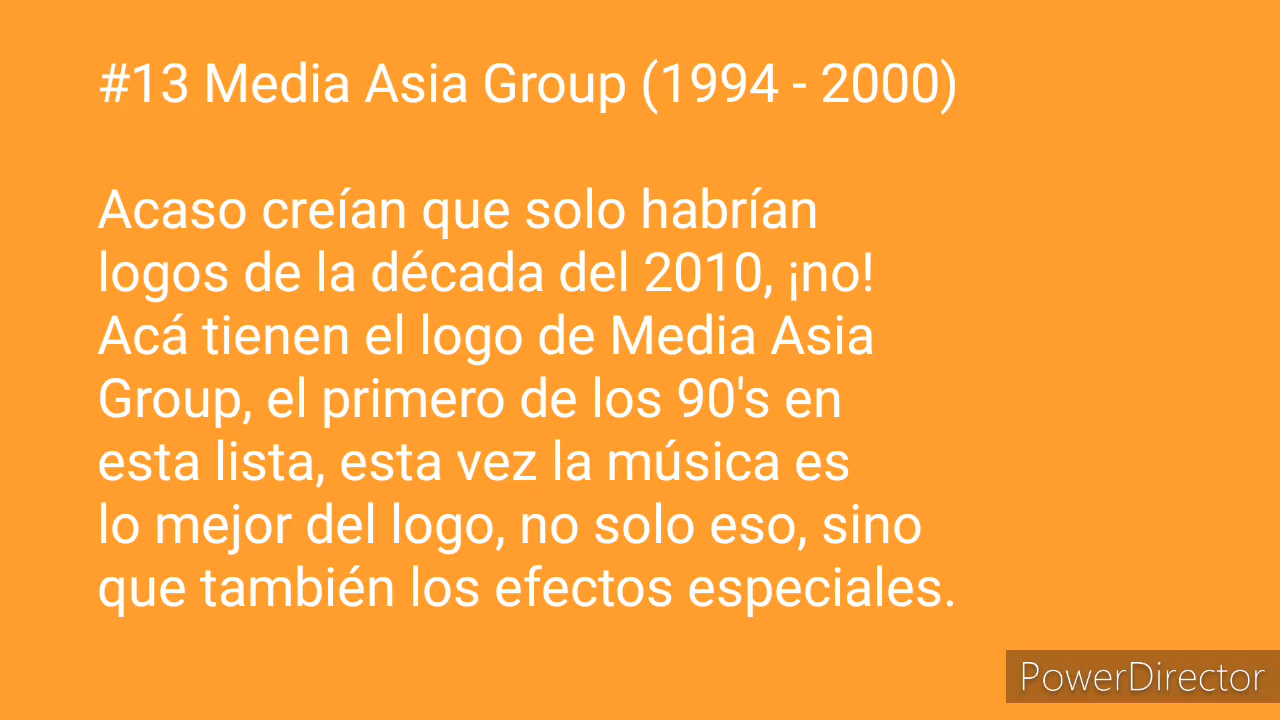 #13 Media Asia Group (1994 - 2000)
Acaso creían que solo habrían
logos de la década del 2010, ¡no!
Acá tienen el logo de Media Asia
Group, el primero de los 90's en
esta lista, esta vez la música es
lo mejor del logo, no solo eso, sino
que también los efectos especiales.
PowerDirector